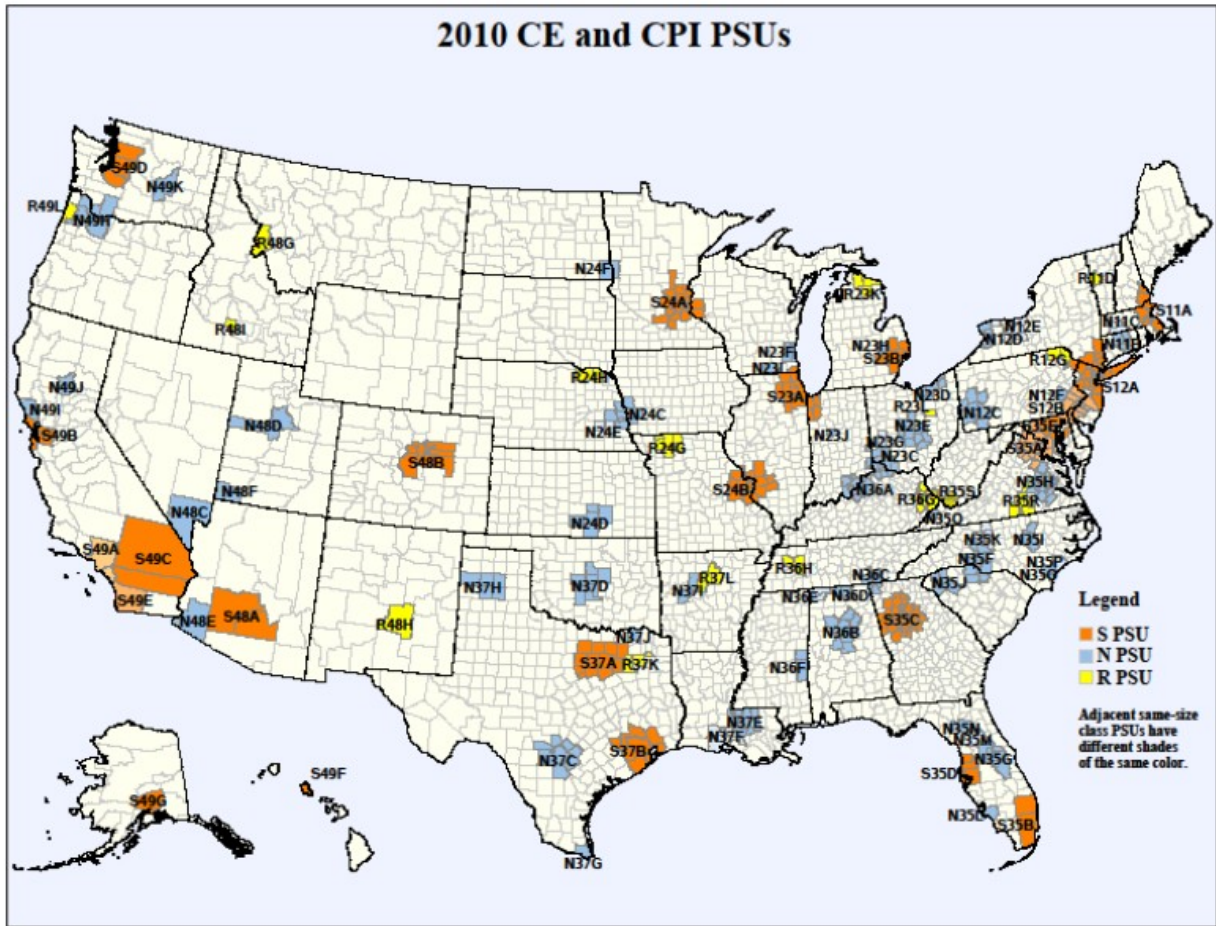 2010 CE and CPI PSUs
S49D
N49K
R49L
N49H
R48G
N24F
S24A
R23K
R11D
S11A
N11C
N12E
N12D
N11B
R48I
N23F
N23H
S23B
R12G
R24H
S23A
N23D
S12A
N49J
N12F
R23L
S12B
N49I
N24C
N12C
S49B
N48D
N24E
N23J
N23E
S35E
R24G
N23G
S35A
S48B
N23C
N48F
S24B
N36A
R35S
N35H
R36G
R35R
N48C
N24D
N35Q
S49A
N35K
N35I
S49C
R36H
N35F
N35P
R37L
N36C
N35O
N37H
N37D
N37I
N36E
N36D
N35J
S49E
Legend
N48E
S48A
R48H
S35C
S PSU
N37J
N36B
N PSU
S37A
R37K
N36F
R PSU
Adjacent same-size
class PSUs have
different shades
of the same color.
N37E
N35N
N37F
N35M
S37B
N35G
N37C
S35D
S49F
S49G
N35L
S35B
N37G